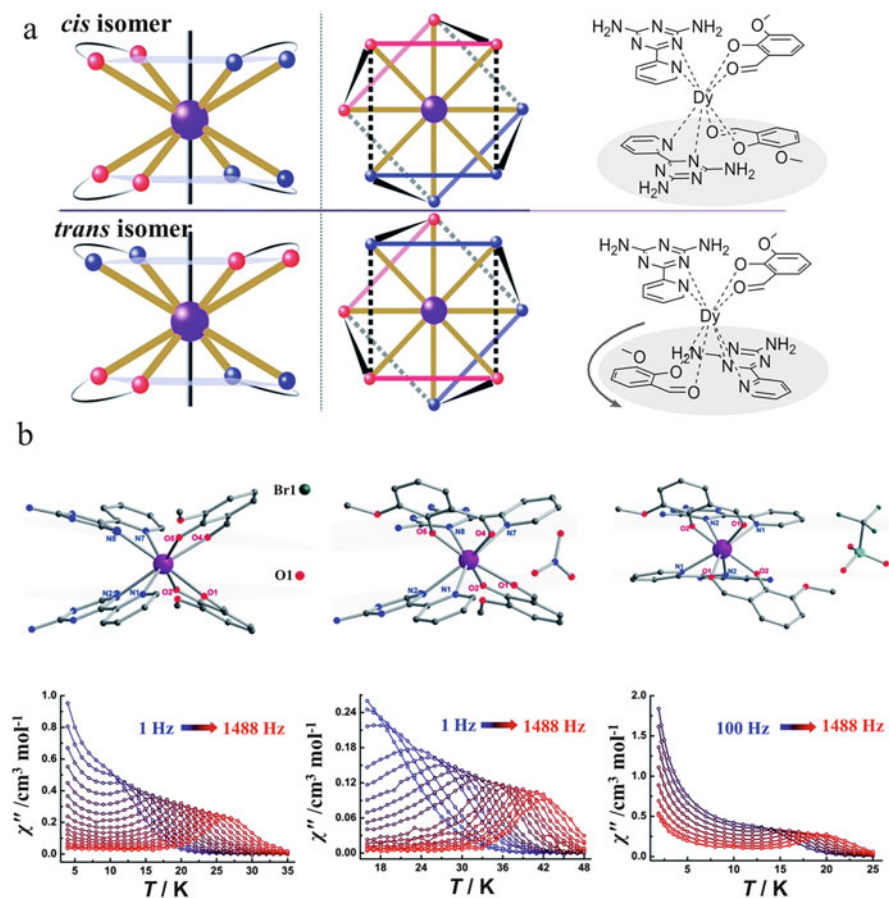 a
cis isomer
NH₂ N NH₂
N N
N
O
O
Dy
N N O
O
N NH₂
N N O
H₂N
trans isomer
NH₂ N NH₂
N N
N
O
O
Dy
H₂N N NH₂
O O N N
O N
b
Br1
O1
N8 N7 O5 O4
N2 N1 O2 O1
O5 N8 O4 N7
N2 N1 O2 O1
O2 N2 O1 N1
N1 O1 N2 O2
1 Hz 1488 Hz
χ'' /cm³ mol⁻¹
1.0
0.8
0.6
0.4
0.2
0.0
5 10 15 20 25 30 35
T / K
1 Hz 1488 Hz
χ'' /cm³ mol⁻¹
0.24
0.18
0.12
0.06
0.00
18 24 30 36 42 48
T / K
100 Hz 1488 Hz
χ'' /cm³ mol⁻¹
2.0
1.5
1.0
0.5
0.0
5 10 15 20 25
T / K